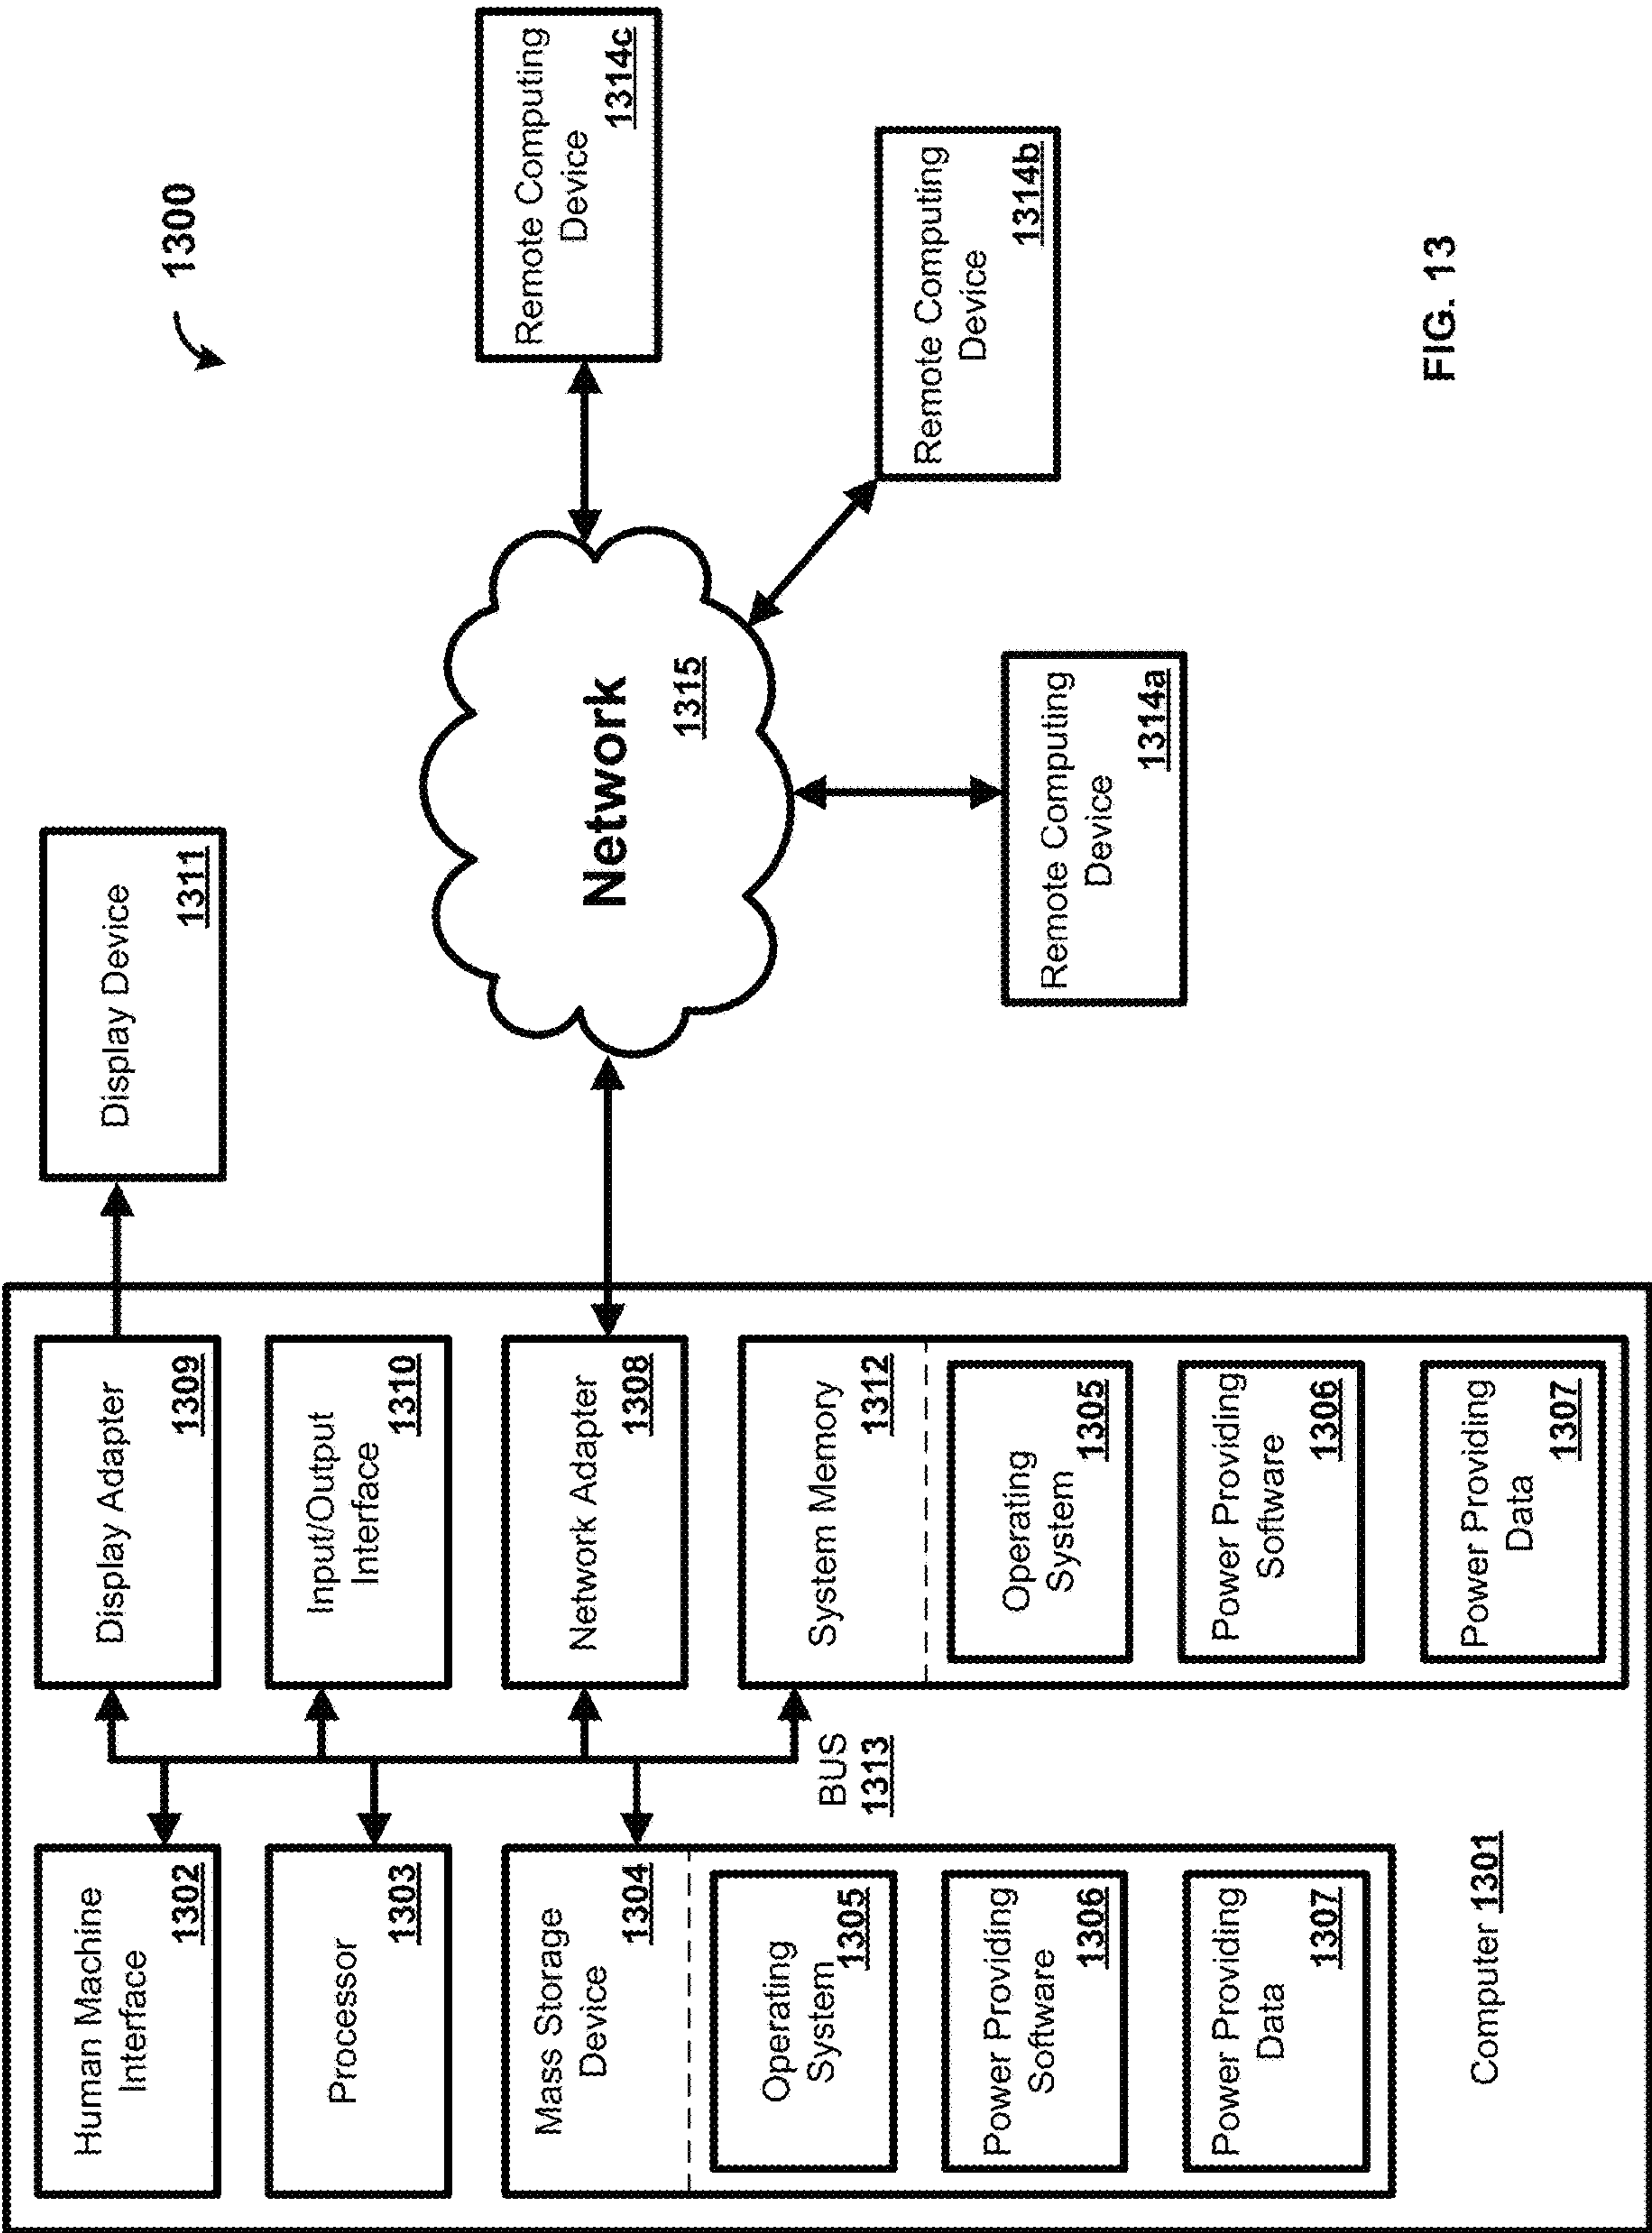 1300
Human Machine
Interface
1302
Processor
1303
Mass Storage
Device
1304
Operating
System
1305
Power Providing
Software
1306
Power Providing
Data
1307
Computer 1301
BUS
1313
Display Adapter
1309
Input/Output
Interface
1310
Network Adapter
1308
System Memory
1312
Operating
System
1305
Power Providing
Software
1306
Power Providing
Data
1307
Display Device
1311
Network
1315
Remote Computing
Device
1314a
Remote Computing
Device
1314b
Remote Computing
Device
1314c
FIG. 13